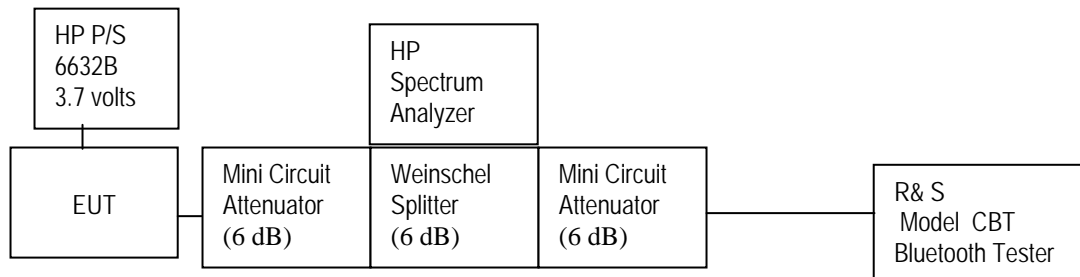 HP P/S
6632B
3.7 volts
HP
Spectrum
Analyzer
EUT
Mini Circuit
Attenuator
(6 dB)
Weinschel
Splitter
(6 dB)
Mini Circuit
Attenuator
(6 dB)
R& S
Model CBT
Bluetooth Tester